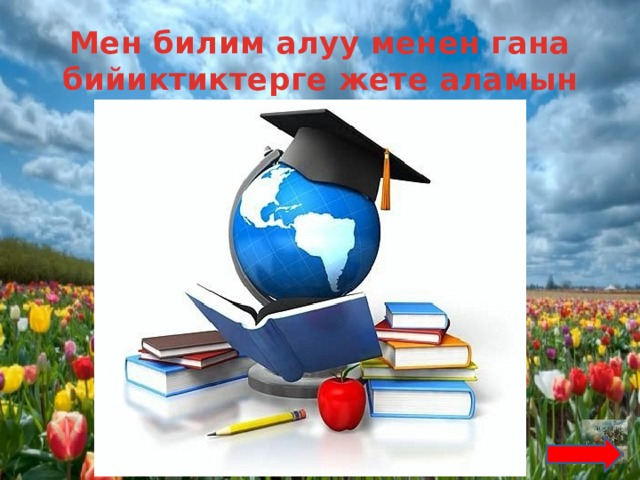 Мен билим алуу менен гана
бийиктиктерге жете аламын